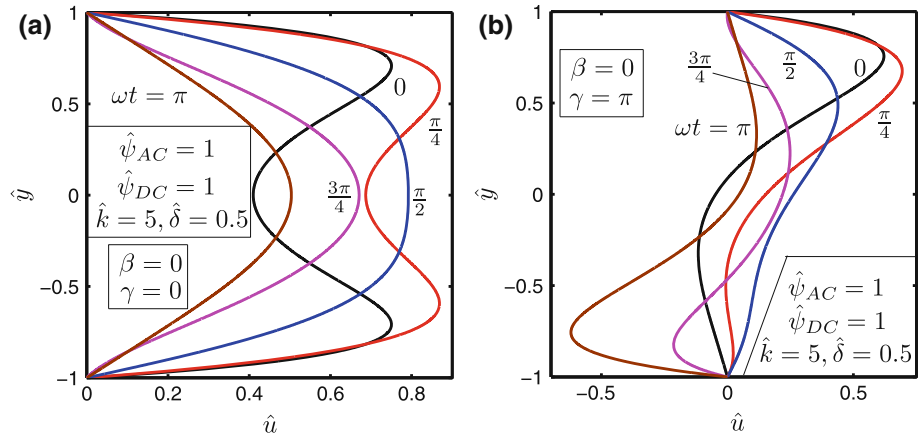 (a)
1
0.5
0
−0.5
−1
ŷ
0
0.2
0.4
0.6
0.8
û
ωt = π
ψ̂_AC = 1
ψ̂_DC = 1
k̂ = 5, δ̂ = 0.5
β = 0
γ = 0
0
π/4
3π/4
π/2
(b)
1
0.5
0
−0.5
−1
ŷ
−0.5
0
0.5
û
β = 0
γ = π
3π/4
π/2
0
ωt = π
π/4
ψ̂_AC = 1
ψ̂_DC = 1
k̂ = 5, δ̂ = 0.5